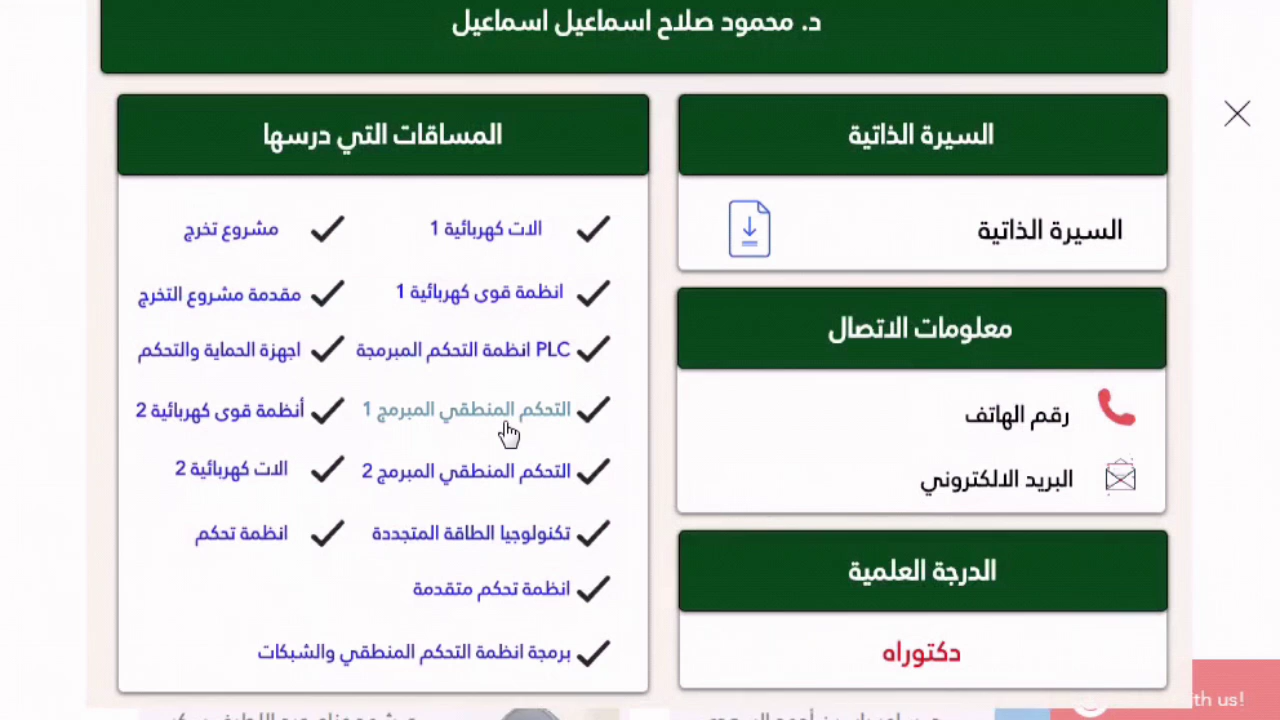 د. محمود صلاح اسماعيل اسماعيل
السيرة الذاتية
السيرة الذاتية
معلومات الاتصال
رقم الهاتف
البريد الالكتروني
الدرجة العلمية
دكتوراه
المساقات التي درسها
الات كهربائية 1
انظمة قوى كهربائية 1
PLC انظمة التحكم المبرمجة
التحكم المنطقي المبرمج 1
التحكم المنطقي المبرمج 2
تكنولوجيا الطاقة المتجددة
انظمة تحكم متقدمة
برمجة انظمة التحكم المنطقي والشبكات
مشروع تخرج
مقدمة مشروع التخرج
اجهزة الحماية والتحكم
أنظمة قوى كهربائية 2
الات كهربائية 2
انظمة تحكم
us!